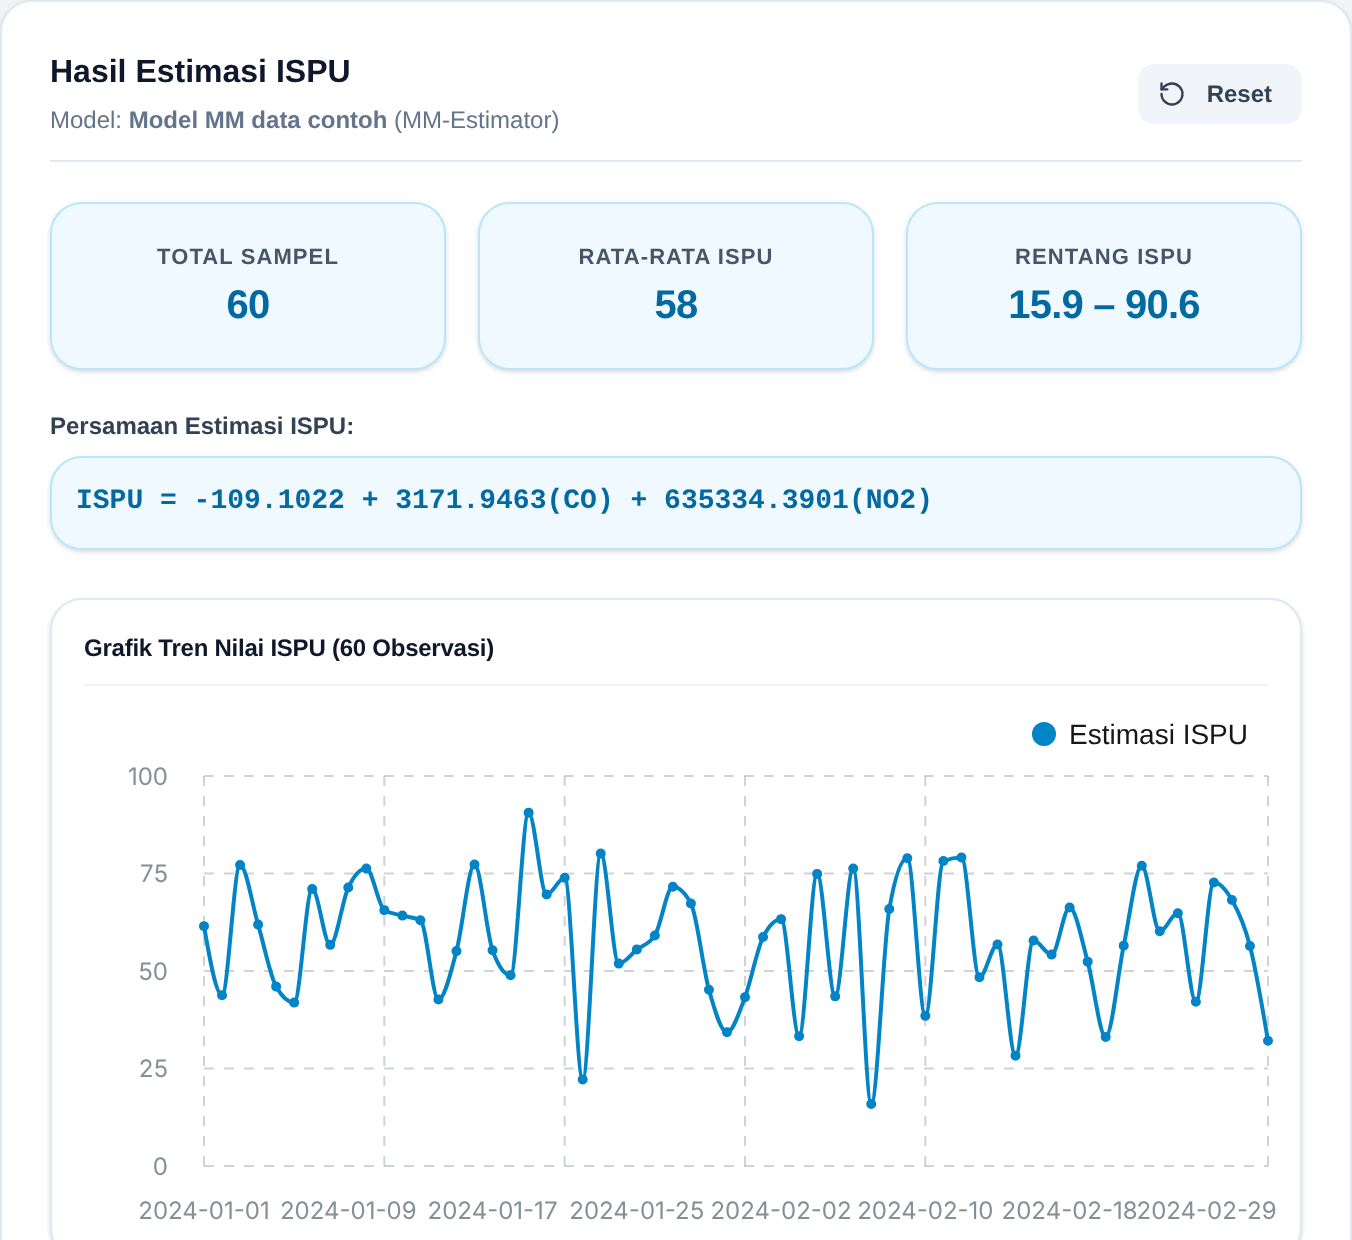 Hasil Estimasi ISPU
Model: Model MM data contoh (MM-Estimator)
Reset
TOTAL SAMPEL
60
RATA-RATA ISPU
58
RENTANG ISPU
15.9 – 90.6
Persamaan Estimasi ISPU:
ISPU = -109.1022 + 3171.9463(CO) + 635334.3901(NO2)
Grafik Tren Nilai ISPU (60 Observasi)
Estimasi ISPU
100
75
50
25
0
2024-01-01 2024-01-09 2024-01-17 2024-01-25 2024-02-02 2024-02-10 2024-02-18 2024-02-29